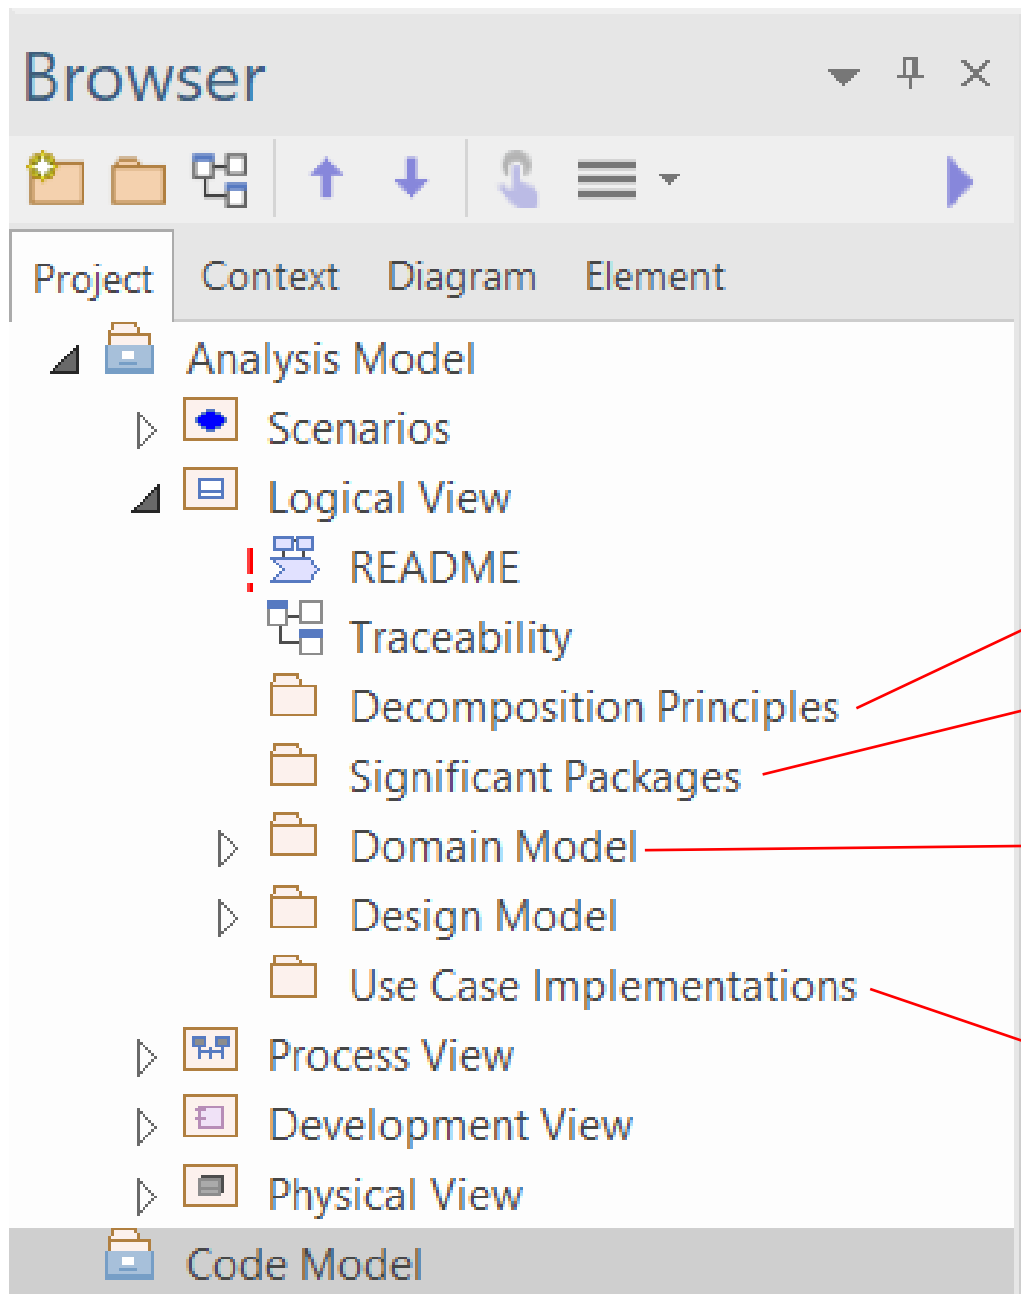 Browser
Project Context Diagram Element
Analysis Model
Scenarios
Logical View
! README
Traceability
Decomposition Principles
Significant Packages
Domain Model
Design Model
Use Case Implementations
Process View
Development View
Physical View
Code Model